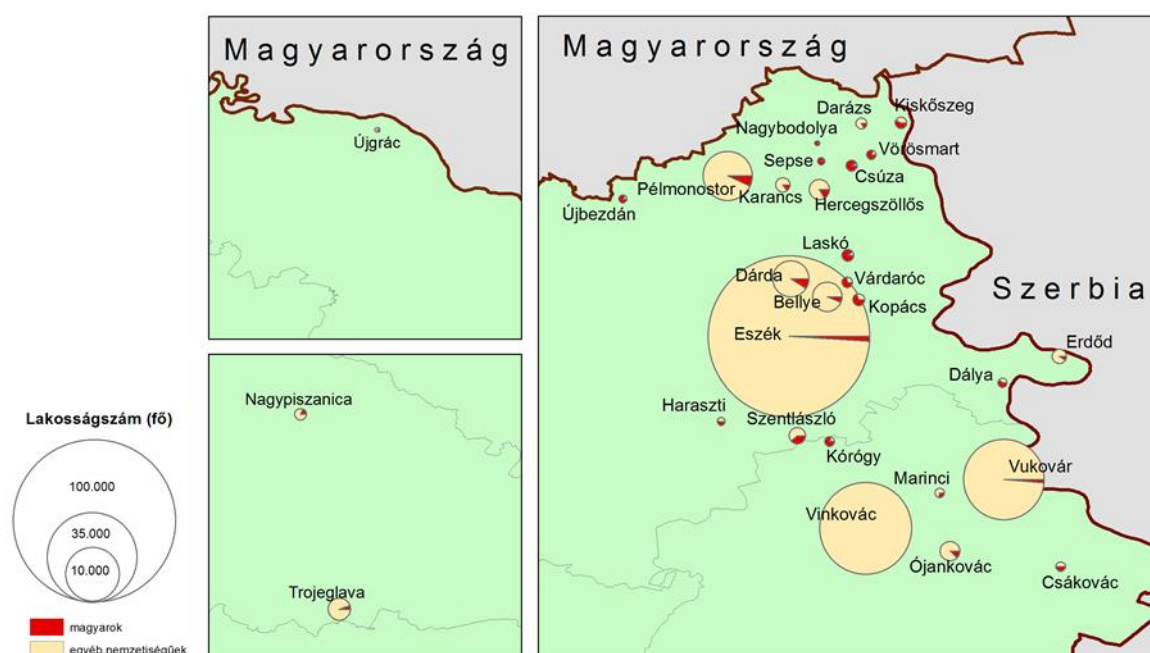 Magyarország
Újgrác
Nagypiszanica
Trojeglava
Lakosságszám (fő)
100.000
35.000
10.000
magyarok
egyéb nemzetiségűek
Magyarország
Darázs
Kiskőszeg
Nagybodolya
Vörösmart
Sepse
Csúza
Pélmonostor
Karancs
Hercegszöllős
Újbezdán
Laskó
Dárda
Várdaróc
Bellye
Kopács
Szerbia
Eszék
Erdőd
Dálya
Haraszti
Szentlászló
Kórógy
Marinci
Vukovár
Vinkovác
Ójankovác
Csákovác